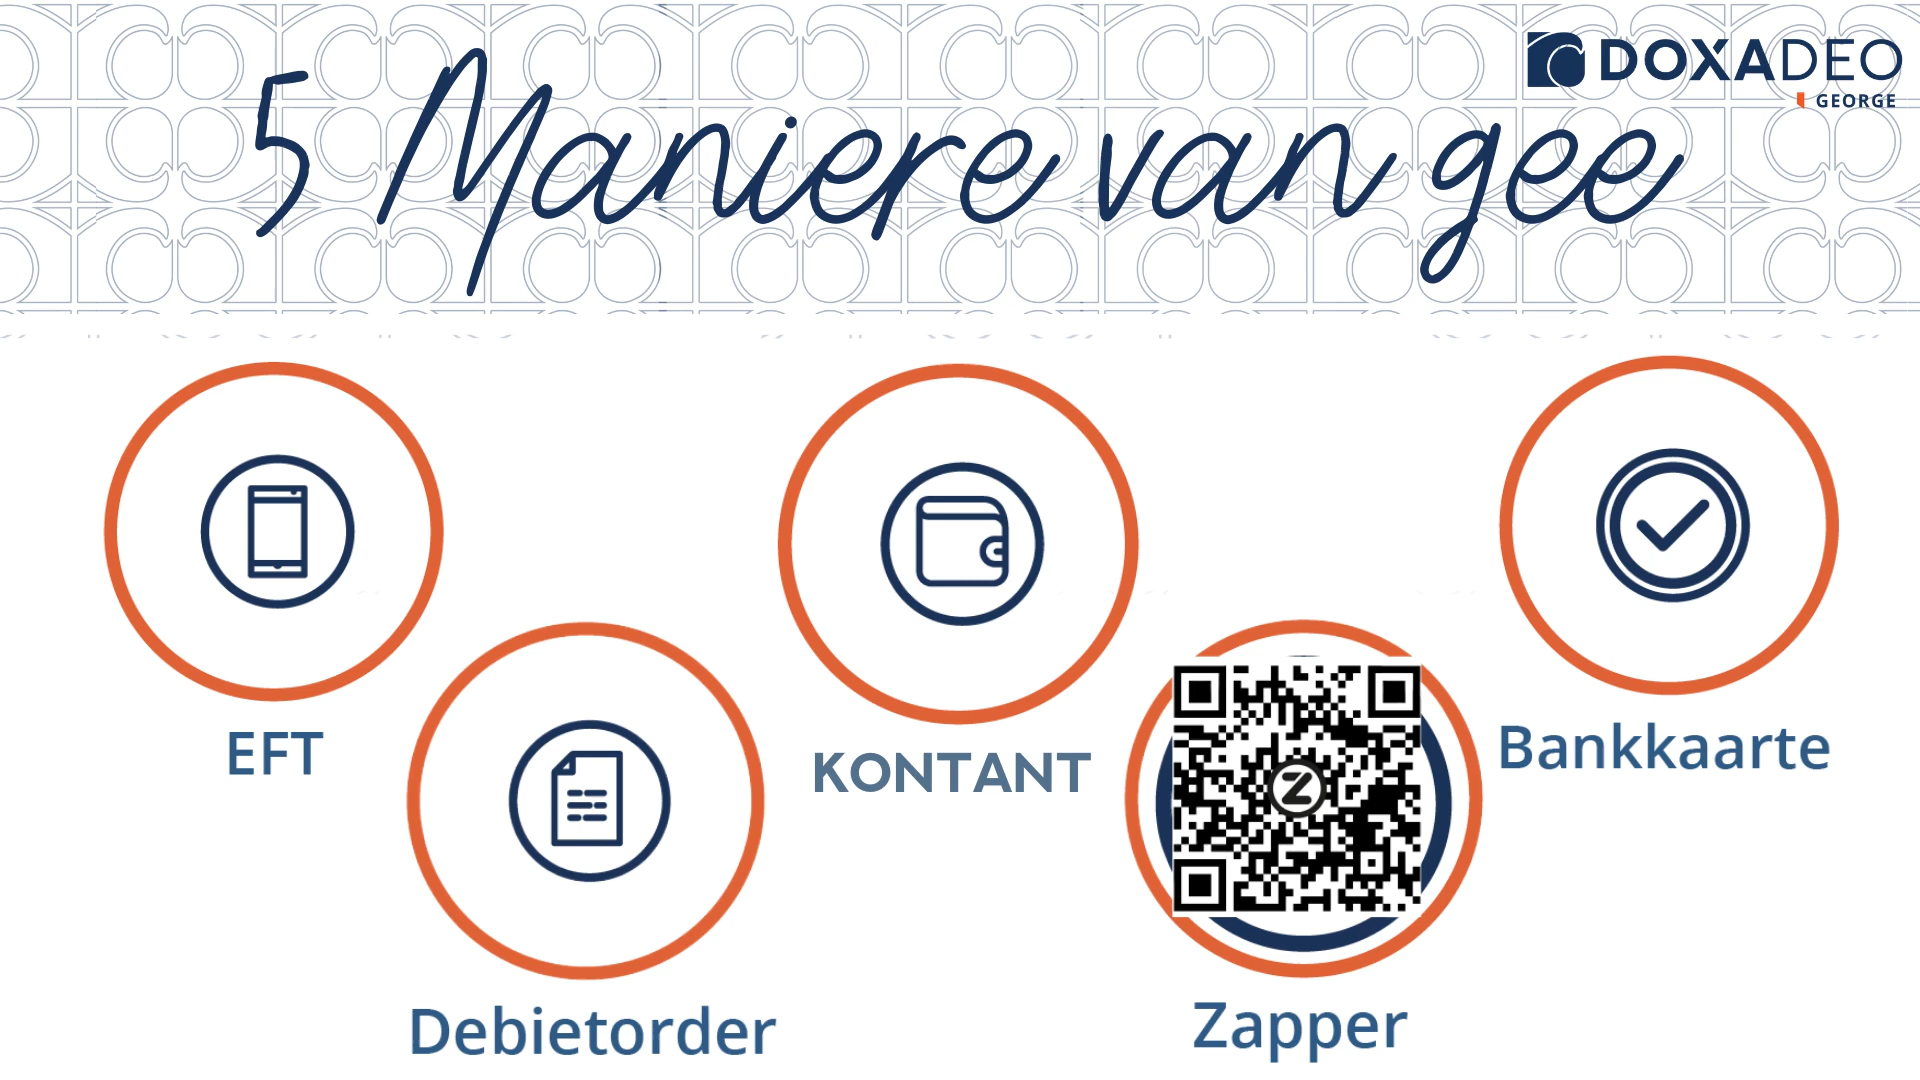 DOXADEO
GEORGE
5 Maniere van gee
EFT
Debietorder
KONTANT
Z
Zapper
Bankkaarte